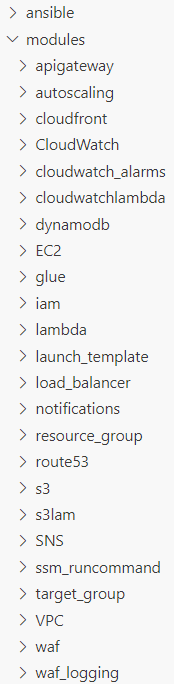 ansible
modules
apigateway
autoscaling
cloudfront
CloudWatch
cloudwatch_alarms
cloudwatchlambda
dynamodb
EC2
glue
iam
lambda
launch_template
load_balancer
notifications
resource_group
route53
s3
s3lam
SNS
ssm_runcommand
target_group
VPC
waf
waf_logging